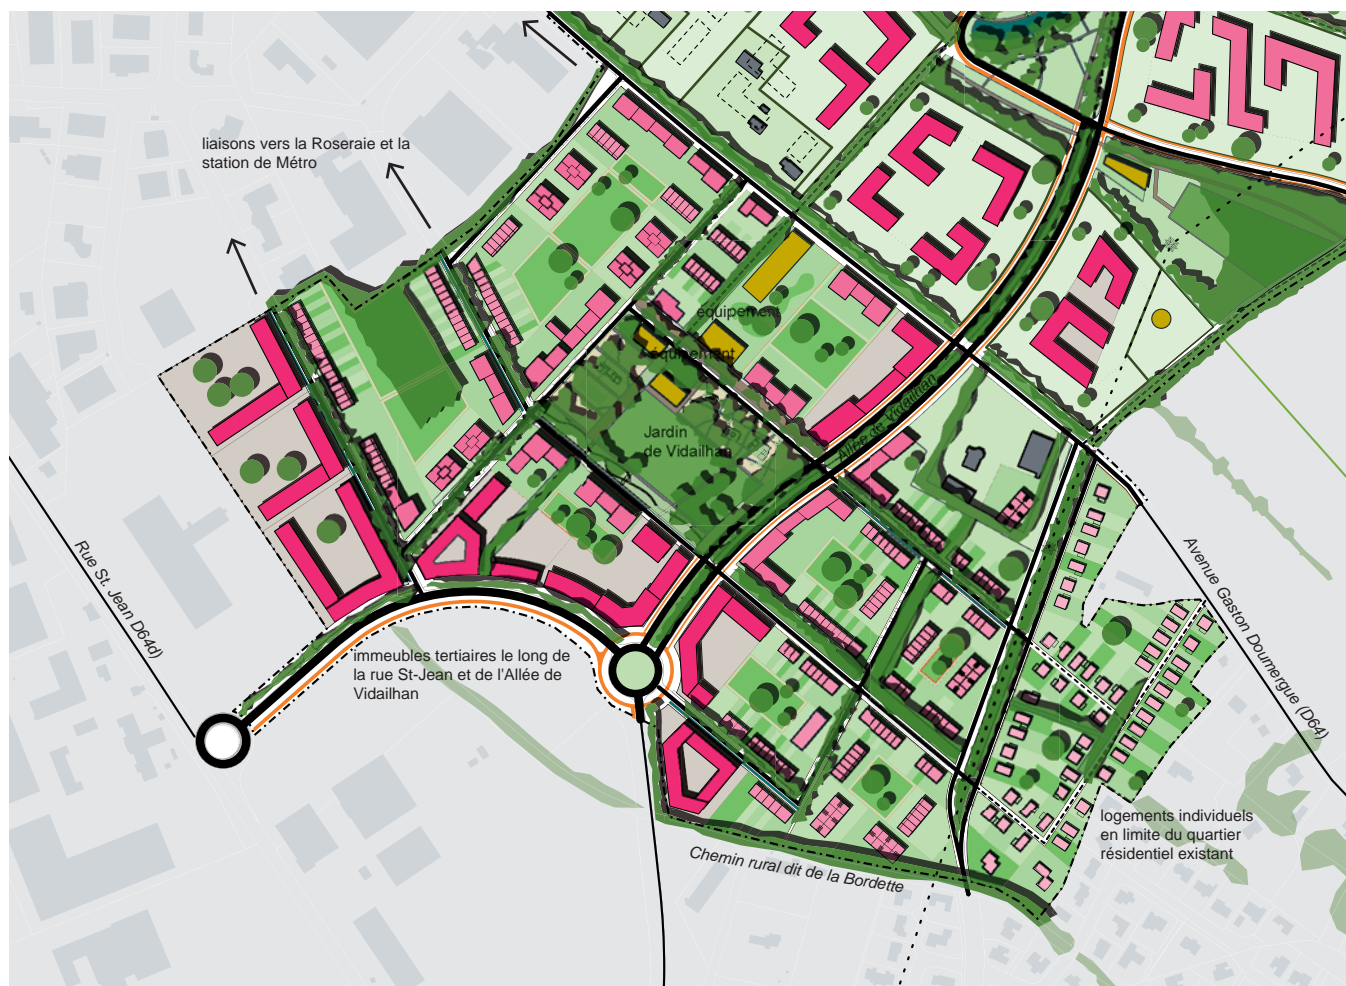 liaisons vers la Roseraie et la
station de Métro
équipement
équipement
Jardin
de Vidailhan
Allée de Vidailhan
Rue St. Jean D64d)
Avenue Gaston Doumergue (D64)
immeubles tertiaires le long de
la rue St-Jean et de l'Allée de
Vidailhan
logements individuels
en limite du quartier
résidentiel existant
Chemin rural dit de la Bordette